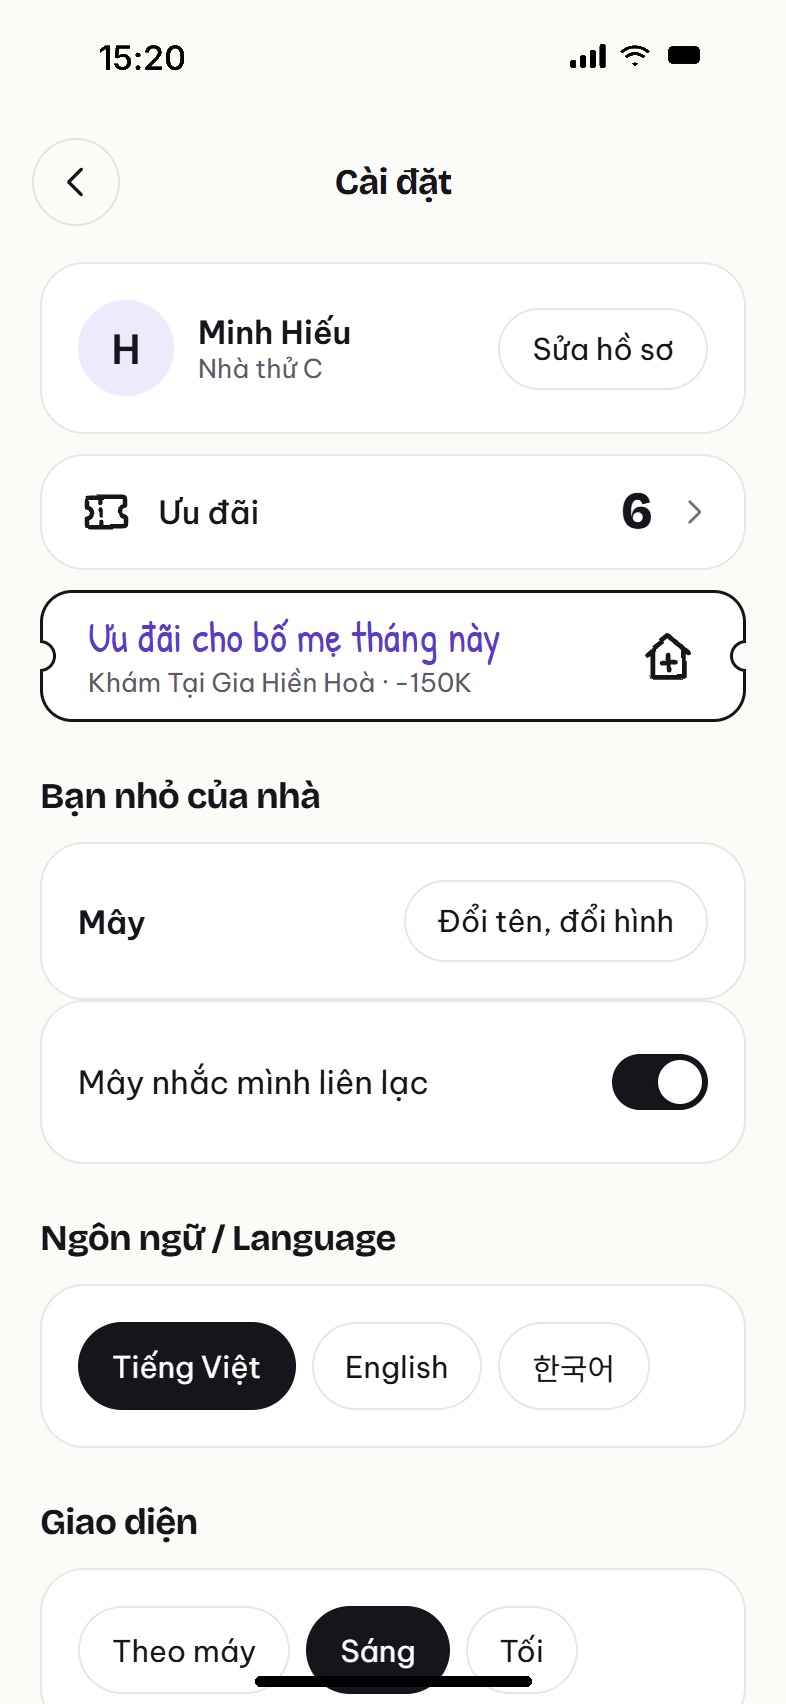 15:20
Cài đặt
H
Minh Hiếu
Nhà thử C
Sửa hồ sơ
Ưu đãi
6
Ưu đãi cho bố mẹ tháng này
Khám Tại Gia Hiền Hoà · -150K
Bạn nhỏ của nhà
Mây
Đổi tên, đổi hình
Mây nhắc mình liên lạc
Ngôn ngữ / Language
Tiếng Việt
English
한국어
Giao diện
Theo máy
Sáng
Tối